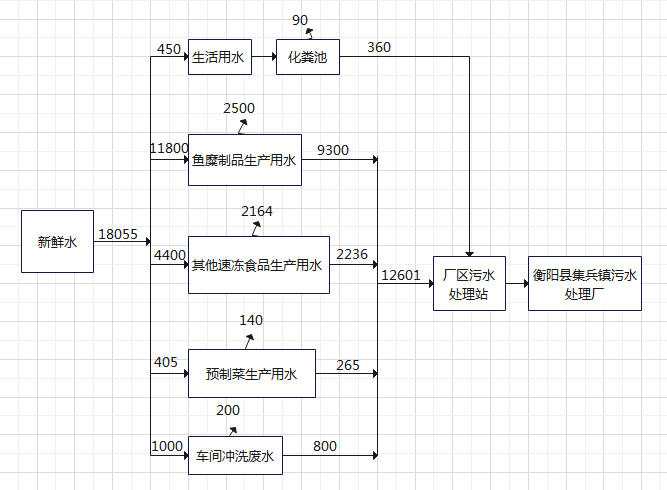 90
450
生活用水
化粪池
360
2500
11800
鱼糜制品生产用水
9300
2164
新鲜水
18055
4400
其他速冻食品生产用水
2236
12601
厂区污水
处理站
衡阳县集兵镇污水
处理厂
140
405
预制菜生产用水
265
200
1000
车间冲洗废水
800